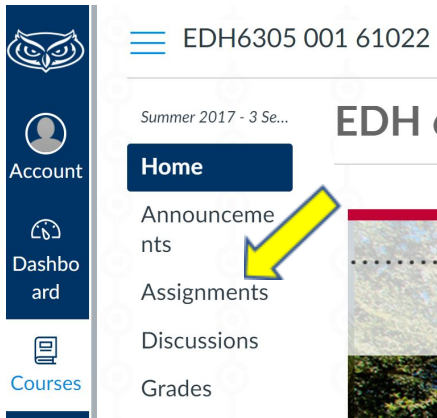 EDH6305 001 61022
Account
Dashbo
ard
Courses
Summer 2017 - 3 Se...
Home
Announceme
nts
Assignments
Discussions
Grades
EDH